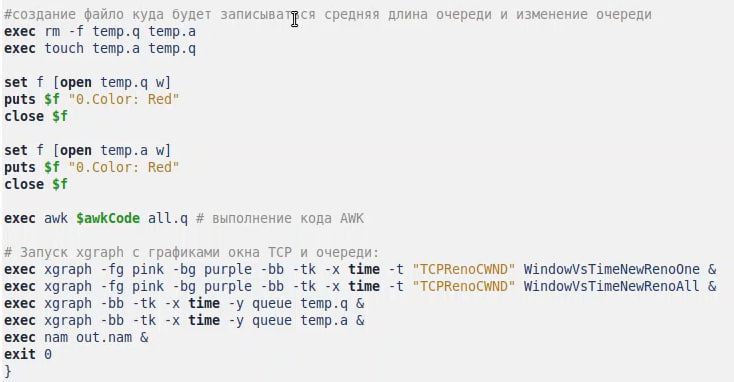 #создание файло куда будет записываться средняя длина очереди и изменение очереди
exec rm -f temp.q temp.a
exec touch temp.a temp.q

set f [open temp.q w]
puts $f "0.Color: Red"
close $f

set f [open temp.a w]
puts $f "0.Color: Red"
close $f

exec awk $awkCode all.q # выполнение кода AWK

# Запуск xgraph с графиками окна TCP и очереди:
exec xgraph -fg pink -bg purple -bb -tk -x time -t "TCPRenoCWND" WindowVsTimeNewRenoOne &
exec xgraph -fg pink -bg purple -bb -tk -x time -t "TCPRenoCWND" WindowVsTimeNewRenoAll &
exec xgraph -bb -tk -x time -y queue temp.q &
exec xgraph -bb -tk -x time -y queue temp.a &
exec nam out.nam &
exit 0
}